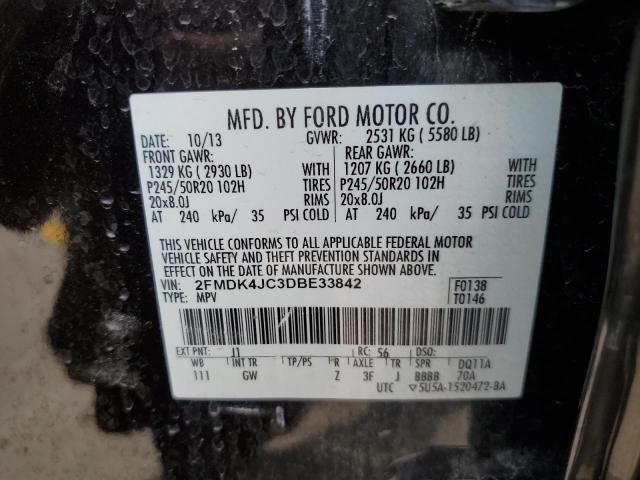 MFD. BY FORD MOTOR CO.
DATE: 10/13 GVWR: 2531 KG ( 5580 LB)
FRONT GAWR: REAR GAWR:
1329 KG ( 2930 LB) 1207 KG ( 2660 LB)
P245/50R20 102H WITH TIRES P245/50R20 102H WITH TIRES
20x8.0J RIMS 20x8.0J RIMS
AT 240 kPa/ 35 PSI COLD AT 240 kPa/ 35 PSI COLD
THIS VEHICLE CONFORMS TO ALL APPLICABLE FEDERAL MOTOR
VEHICLE SAFETY AND THEFT PREVENTION STANDARDS IN
EFFECT ON THE DATE OF MANUFACTURE SHOWN ABOVE.
VIN: 2FMDK4JC3DBE33842 F0138
TYPE: MPV T0146
EXT PNT: J1 RC: 56 DSO:
WB INT TR TP/PS R AXLE TR SPR DQ11A
111 GW Z 3F J BBBB 70A
UTC ▽5U5A-1520472-BA